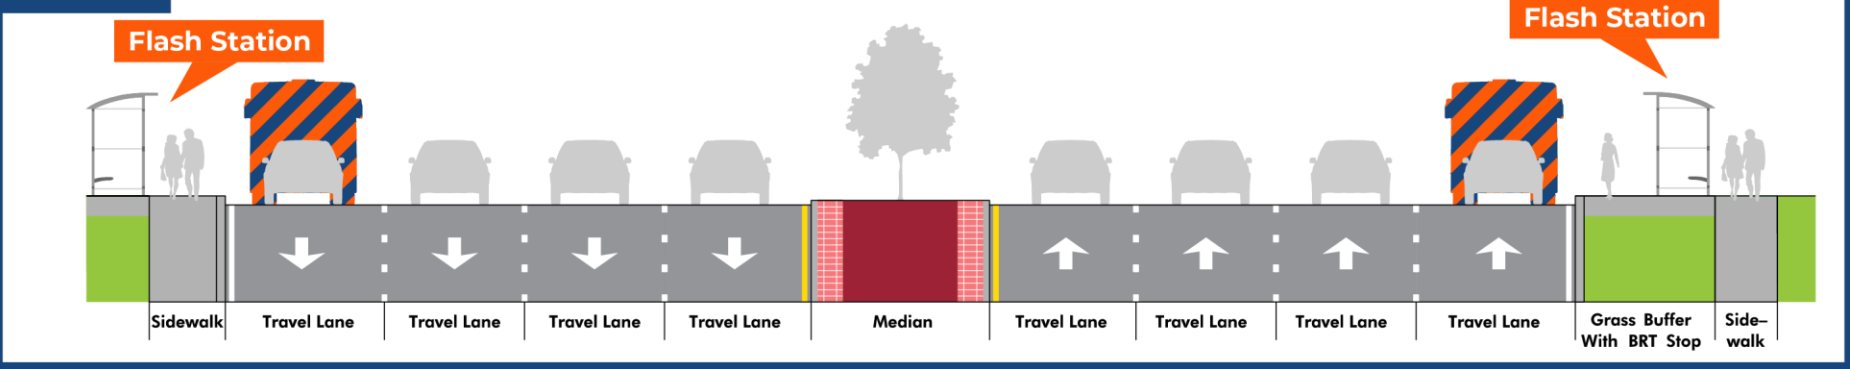 Flash Station
Flash Station
Sidewalk
Travel Lane
Travel Lane
Travel Lane
Travel Lane
Median
Travel Lane
Travel Lane
Travel Lane
Travel Lane
Grass Buffer
With BRT Stop
Side–
walk